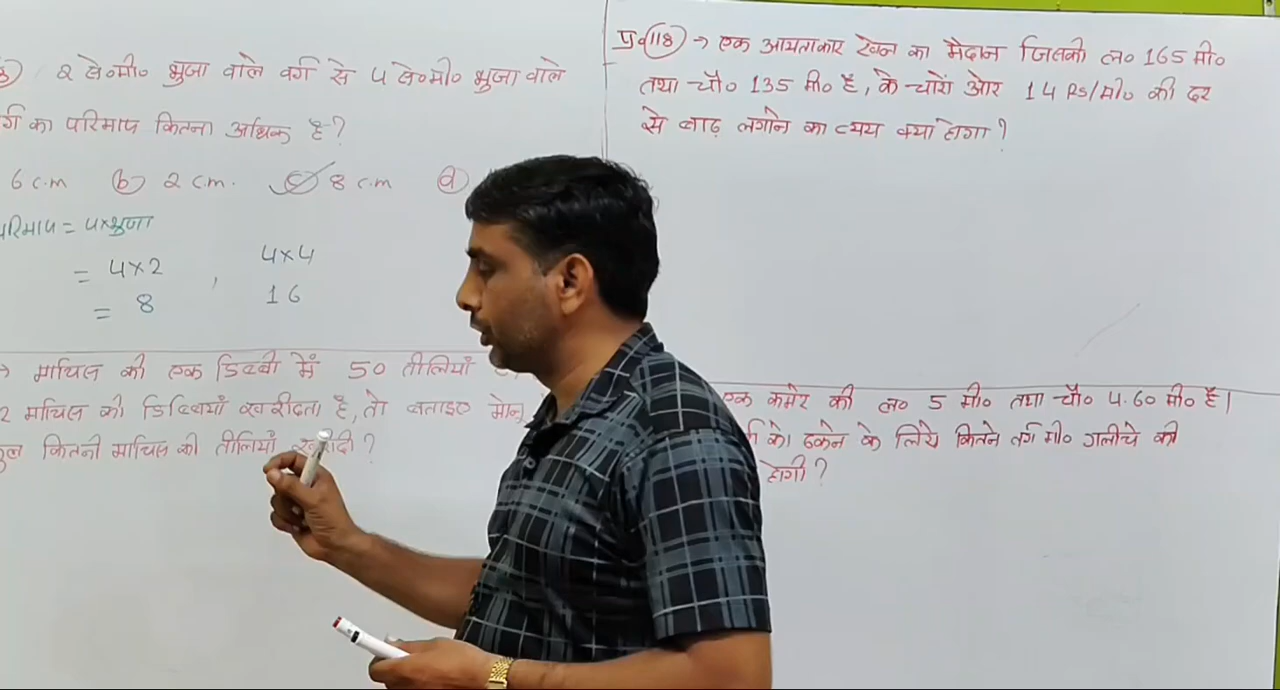 2 से०मी० भुजा वाले वर्ग से 4 से०मी० भुजा वाले
का परिमाप कितना अधिक है?
6 c.m (b) 2 c.m. (c) 8 c.m
= 4×भुजा
= 4×2 , 4×4
= 8 16
माचिस की एक डिब्बी में 50 तीलियाँ
2 माचिस की डिब्बियाँ खरीदता है, तो बताइए मोनू
कितनी माचिस की तीलियाँ ?
प्र०(118) → एक आयताकार खेल का मैदान जिसकी ल० 165 मी०
तथा चौ० 135 मी० है, के चारों ओर 14 Rs/मी० की दर
से बाढ़ लगाने का व्यय क्या होगा?
एक कमरे की ल० 5 मी० तथा चौ० 4.60 मी० है।
को ढकने के लिये कितने वर्ग मी० गलीचे की
होगी?